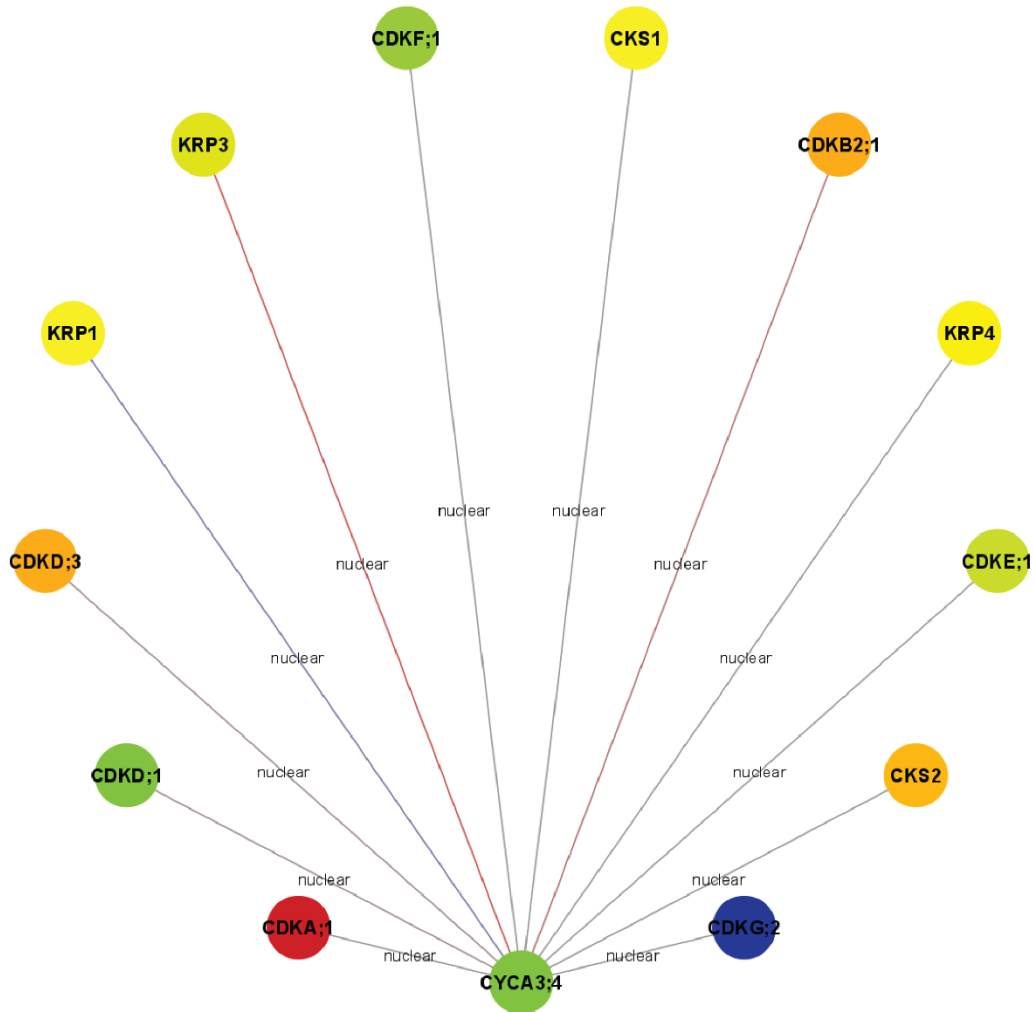 CDKF;1
CKS1
KRP3
CDKB2;1
KRP1
KRP4
nuclear
nuclear
CDKD;3
nuclear
nuclear
CDKE;1
nuclear
nuclear
CDKD;1
nuclear
nuclear
CKS2
nuclear
nuclear
CDKA;1
CDKG;2
nuclear
nuclear
CYCA3;4